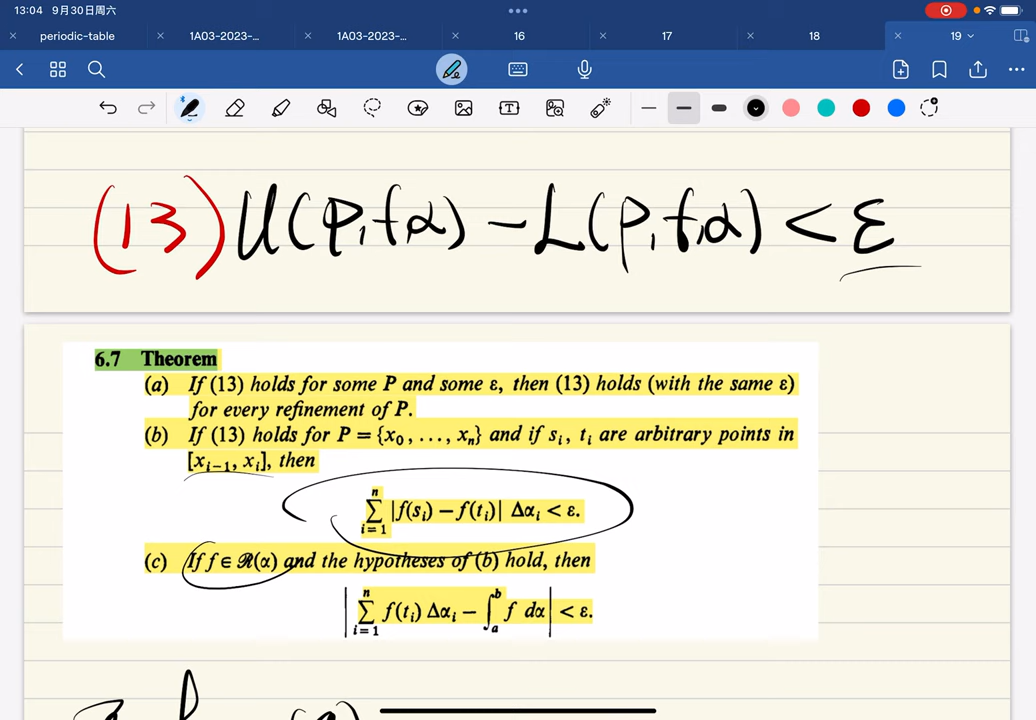 13:04 9月30日周六
periodic-table 1A03-2023-... 1A03-2023-... 16 17 18 19
(13) U(P,f,α) - L(P,f,α) < ε
6.7 Theorem
(a) If (13) holds for some P and some ε, then (13) holds (with the same ε)
for every refinement of P.
(b) If (13) holds for P = {x₀, ..., xₙ} and if sᵢ, tᵢ are arbitrary points in
[xᵢ₋₁, xᵢ], then
∑ᵢ₌₁ⁿ |f(sᵢ) − f(tᵢ)| Δαᵢ < ε.
(c) If f ∈ ℛ(α) and the hypotheses of (b) hold, then
|∑ᵢ₌₁ⁿ f(tᵢ) Δαᵢ − ∫ₐᵇ f dα| < ε.